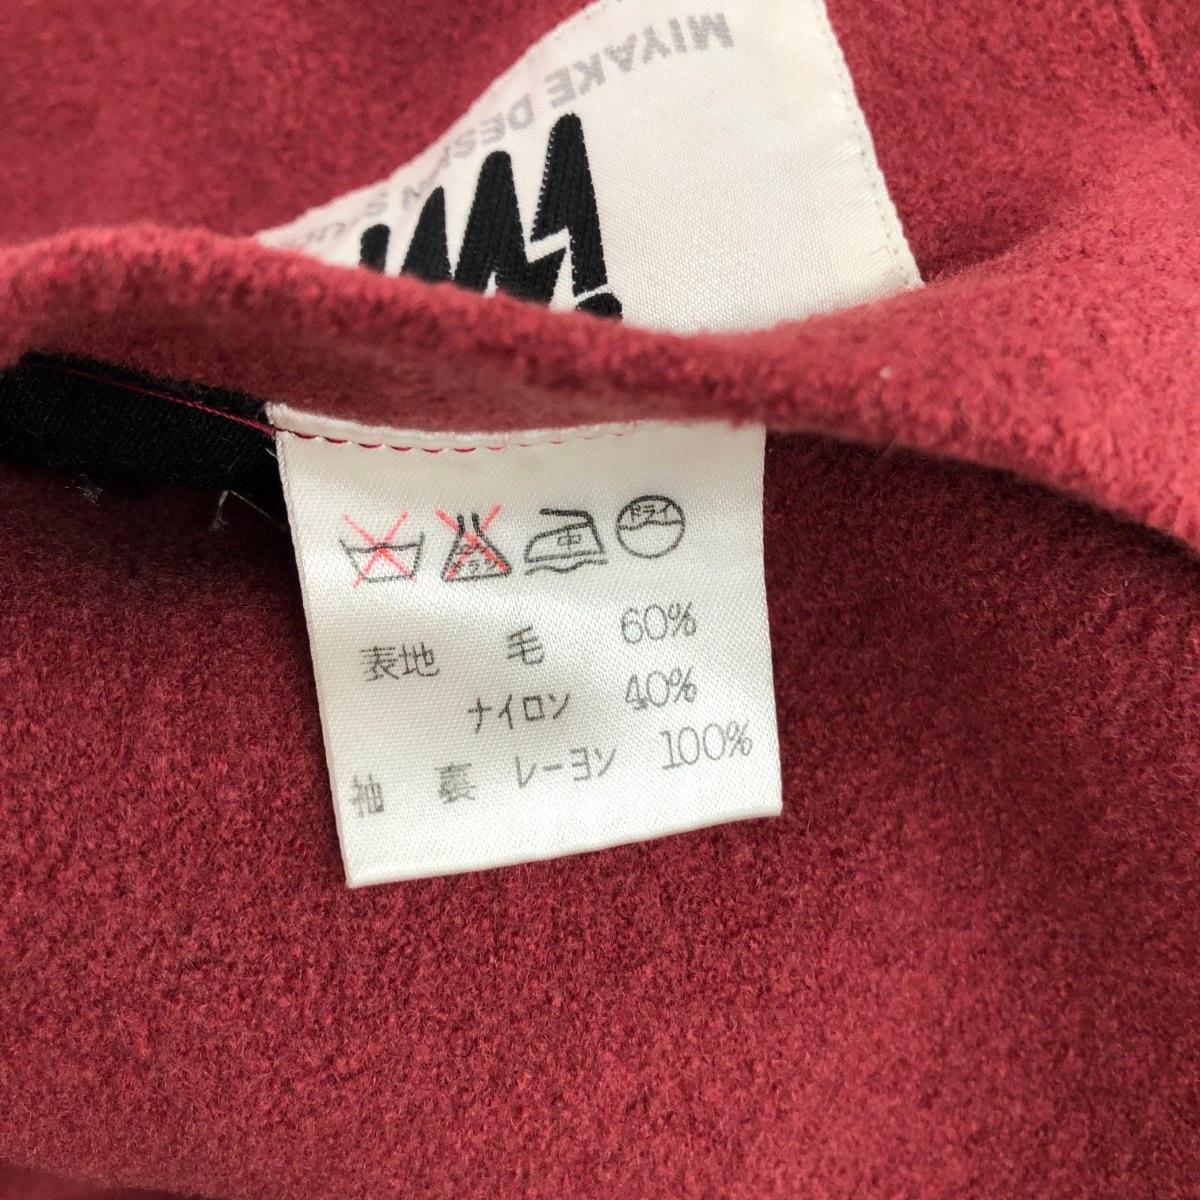 MIYAKE DESIGN
中 ドライ
表地 毛 60%
ナイロン 40%
袖 裏 レーヨン 100%